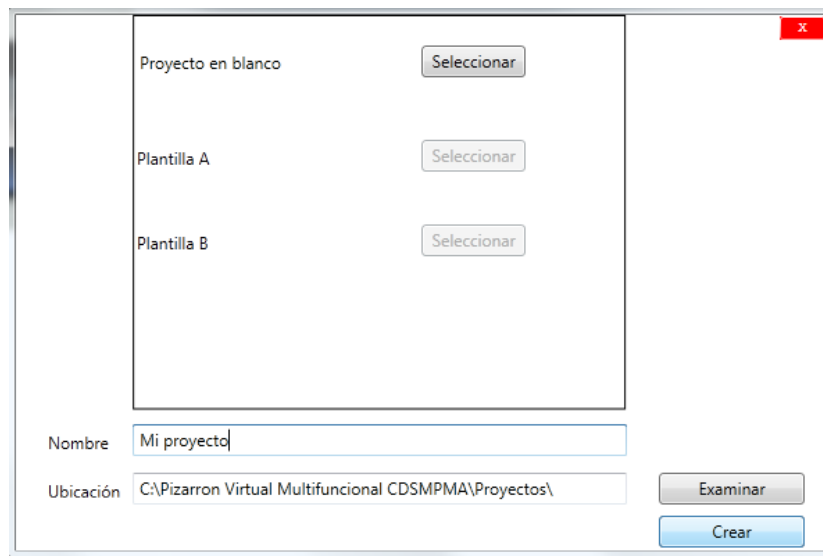 x
Proyecto en blanco Seleccionar
Plantilla A Seleccionar
Plantilla B Seleccionar
Nombre Mi proyecto
Ubicación C:\Pizarron Virtual Multifuncional CDSMPMA\Proyectos\ Examinar
Crear